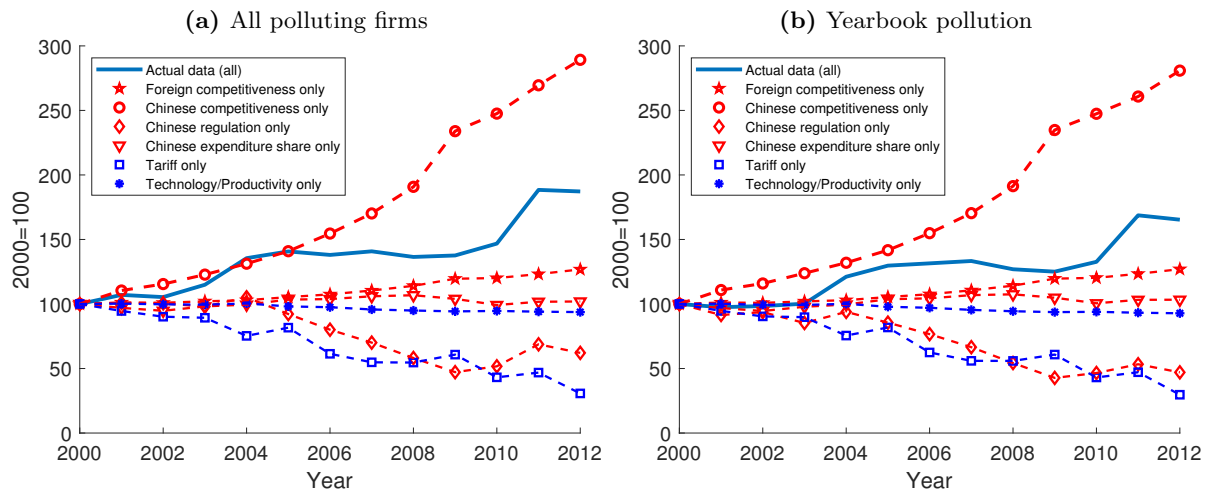 (a) All polluting firms
300
250
200
150
100
50
0
2000=100
Actual data (all)
Foreign competitiveness only
Chinese competitiveness only
Chinese regulation only
Chinese expenditure share only
Tariff only
Technology/Productivity only
2000 2002 2004 2006 2008 2010 2012
Year
(b) Yearbook pollution
300
250
200
150
100
50
0
2000=100
Actual data (all)
Foreign competitiveness only
Chinese competitiveness only
Chinese regulation only
Chinese expenditure share only
Tariff only
Technology/Productivity only
2000 2002 2004 2006 2008 2010 2012
Year